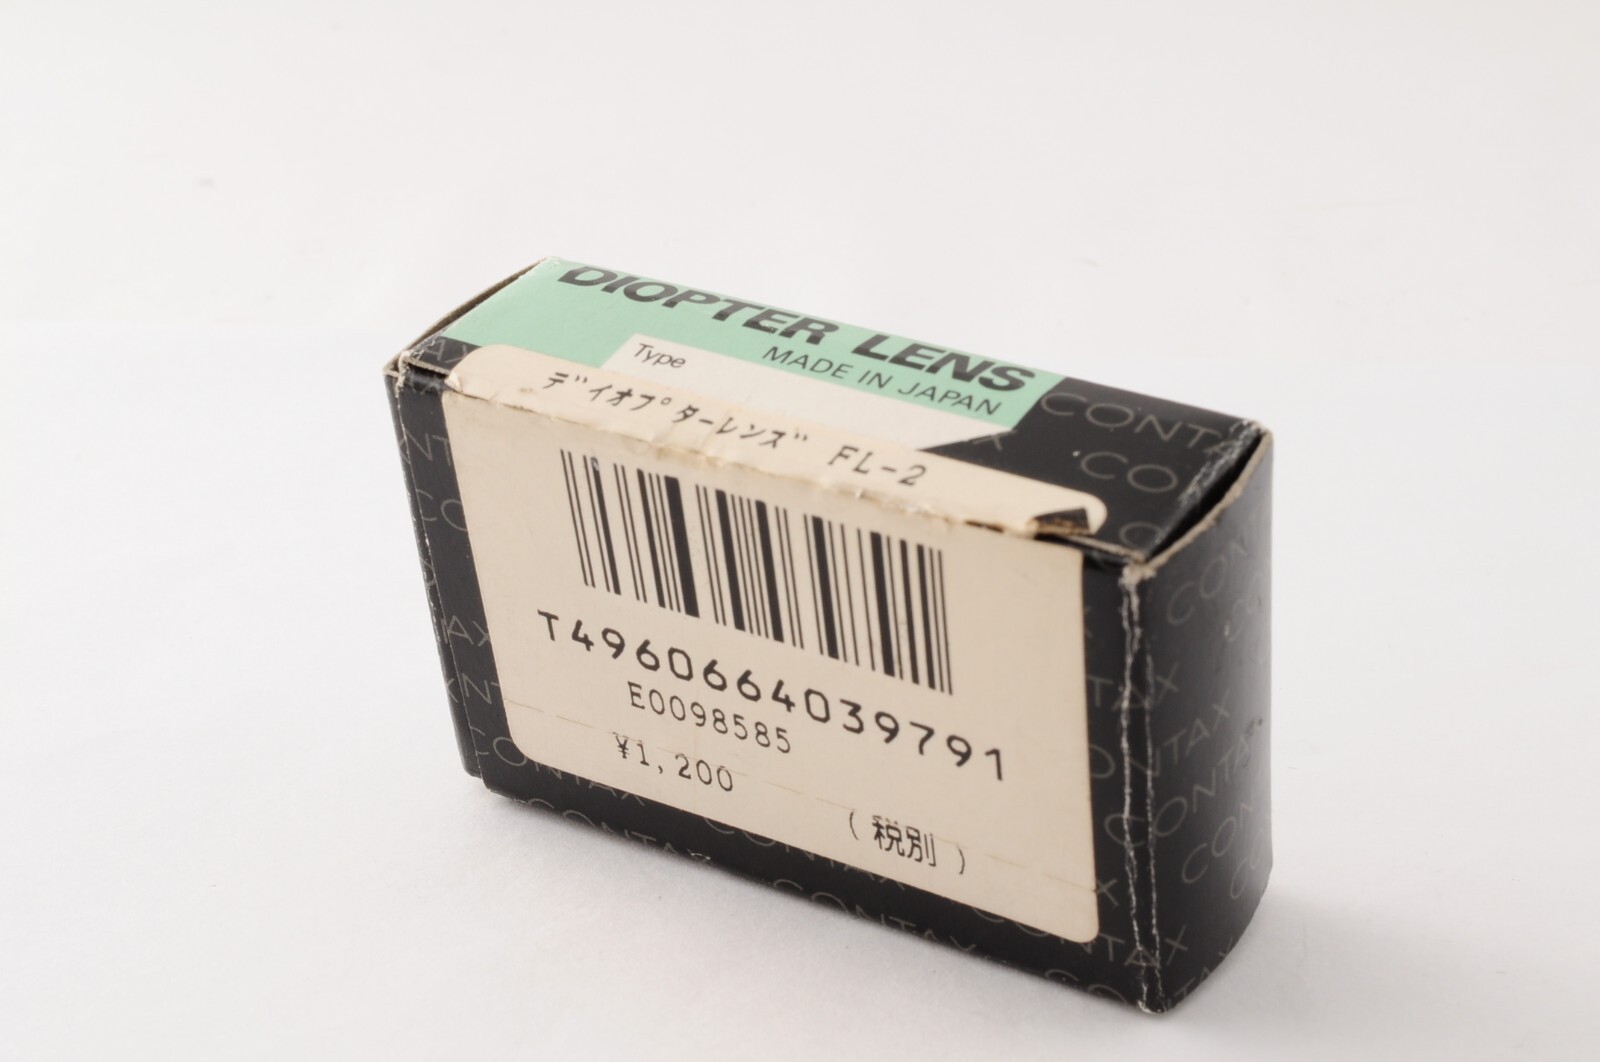 DIOPTER LENS
MADE IN JAPAN
Type
ディオプターレンズ FL-2
T4960664039791
E0098585
¥1,200
(税別)
CONTAX